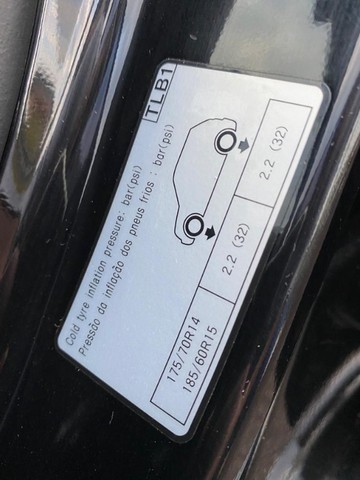 TLB1
Cold tyre inflation pressure: bar(psi)
Pressão da inflação dos pneus frios : bar(psi)
175/70R14
185/60R15
2.2 (32)
2.2 (32)